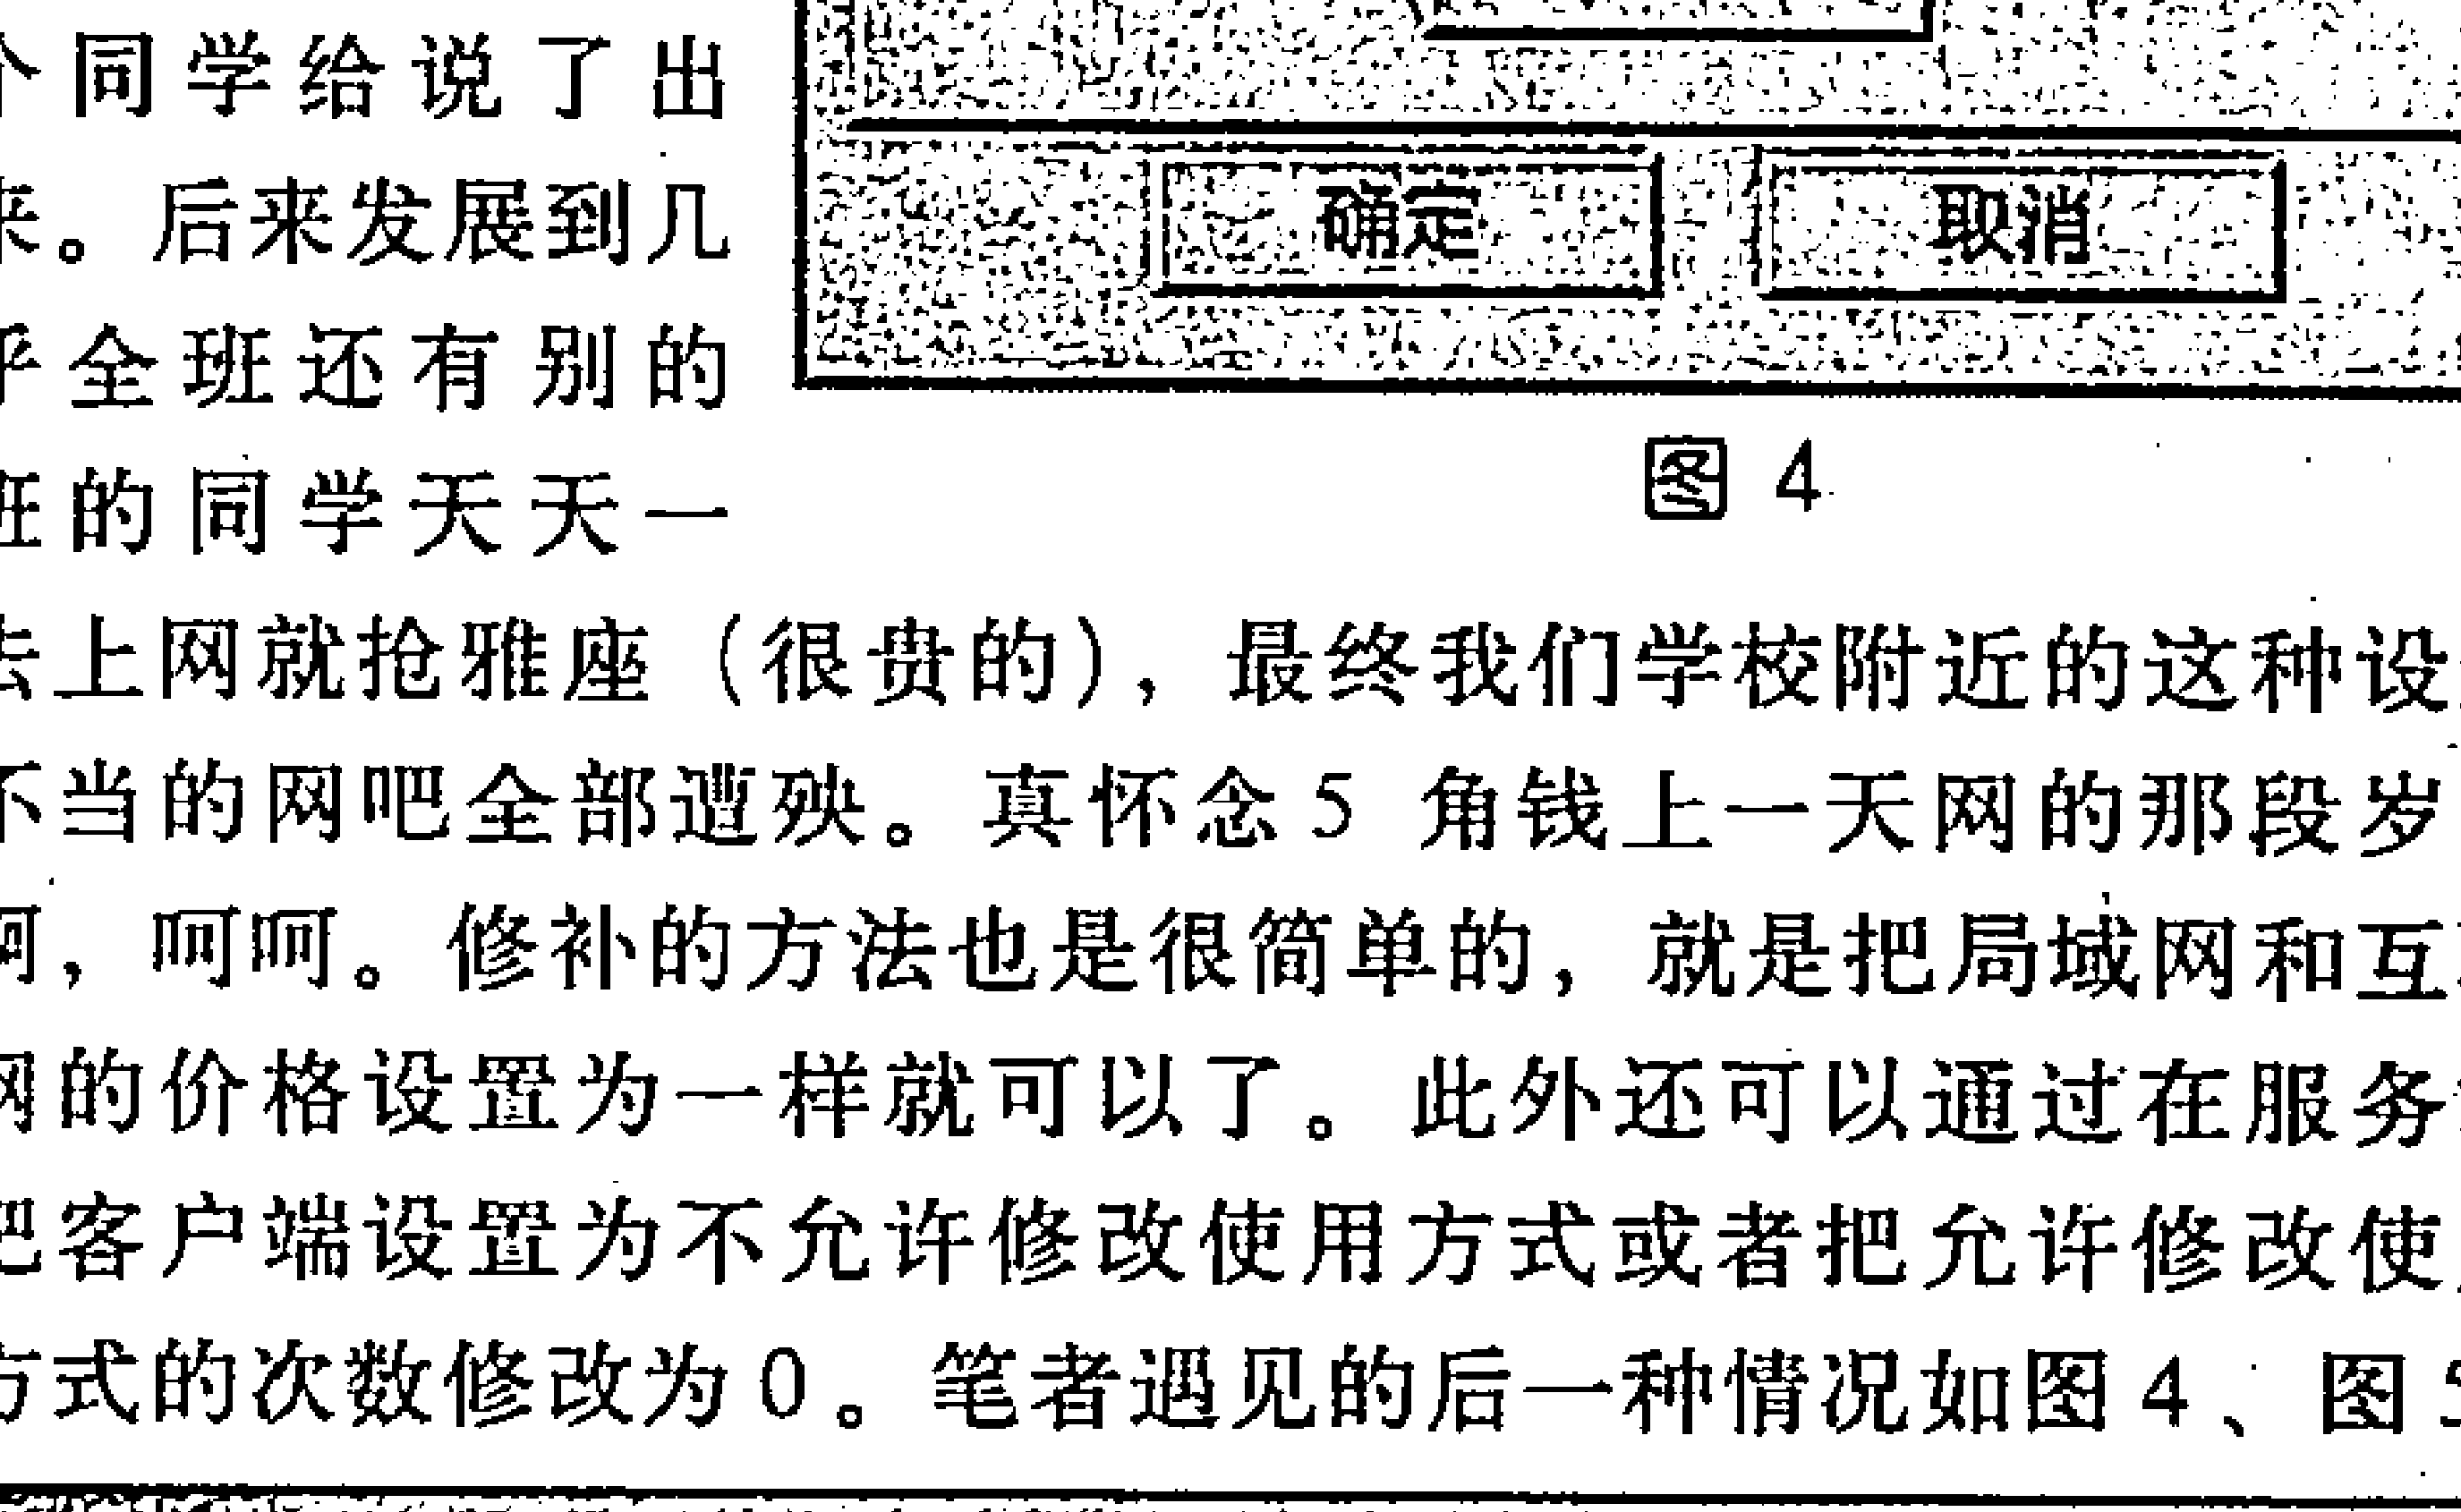 个同学给说了出
来。后来发展到几
乎全班还有别的
班的同学天天一
去上网就抢雅座（很贵的），最终我们学校附近的这种设
不当的网吧全部遭殃。真怀念5 角钱上一天网的那段岁
啊，呵呵。修补的方法也是很简单的，就是把局域网和互
网的价格设置为一样就可以了。此外还可以通过在服务
把客户端设置为不允许修改使用方式或者把允许修改使
方式的次数修改为0。笔者遇见的后一种情况如图4、图5
确定 取消
图 4